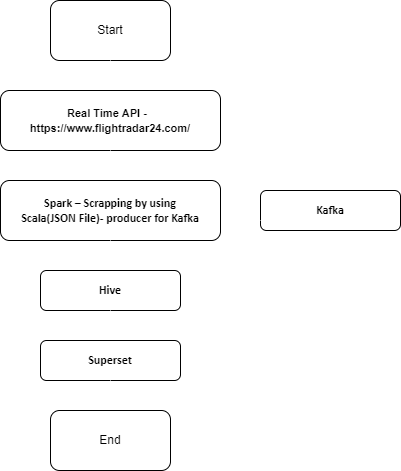 Start
Real Time API -
https://www.flightradar24.com/
Spark – Scrapping by using
Scala(JSON File)- producer for Kafka
Kafka
Hive
Superset
End